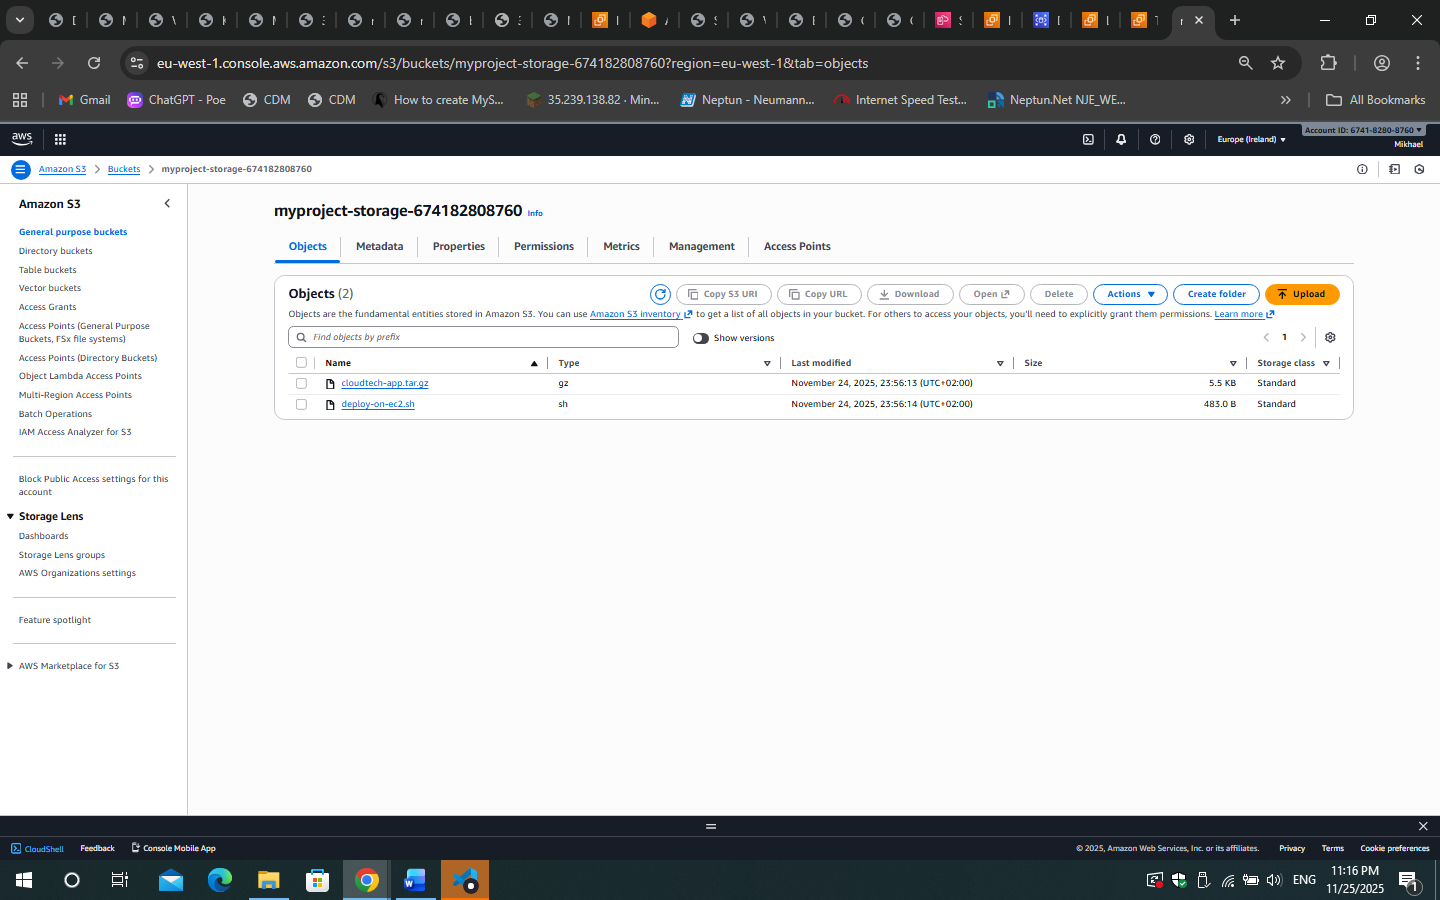 eu-west-1.console.aws.amazon.com/s3/buckets/myproject-storage-674182808760?region=eu-west-1&tab=objects
Gmail
ChatGPT - Poe
CDM
CDM
How to create MyS...
35.239.138.82 · Min...
Neptun - Neumann...
Internet Speed Test...
Neptun.Net NJE_WE...
All Bookmarks
aws
Europe (Ireland)
Account ID: 6741-8280-8760
Mikhael
Amazon S3
Buckets
myproject-storage-674182808760
Amazon S3
General purpose buckets
Directory buckets
Table buckets
Vector buckets
Access Grants
Access Points (General Purpose
Buckets, FSx file systems)
Access Points (Directory Buckets)
Object Lambda Access Points
Multi-Region Access Points
Batch Operations
IAM Access Analyzer for S3
Block Public Access settings for this
account
Storage Lens
Dashboards
Storage Lens groups
AWS Organizations settings
Feature spotlight
AWS Marketplace for S3
myproject-storage-674182808760 Info
Objects
Metadata
Properties
Permissions
Metrics
Management
Access Points
Objects (2)
Copy S3 URI
Copy URL
Download
Open
Delete
Actions
Create folder
Upload
Objects are the fundamental entities stored in Amazon S3. You can use Amazon S3 inventory to get a list of all objects in your bucket. For others to access your objects, you'll need to explicitly grant them permissions. Learn more
Find objects by prefix
Show versions
1
Name Type Last modified Size Storage class
cloudtech-app.tar.gz gz November 24, 2025, 23:56:13 (UTC+02:00) 5.5 KB Standard
deploy-on-ec2.sh sh November 24, 2025, 23:56:14 (UTC+02:00) 483.0 B Standard
CloudShell
Feedback
Console Mobile App
© 2025, Amazon Web Services, Inc. or its affiliates.
Privacy
Terms
Cookie preferences
ENG
11:16 PM
11/25/2025
1